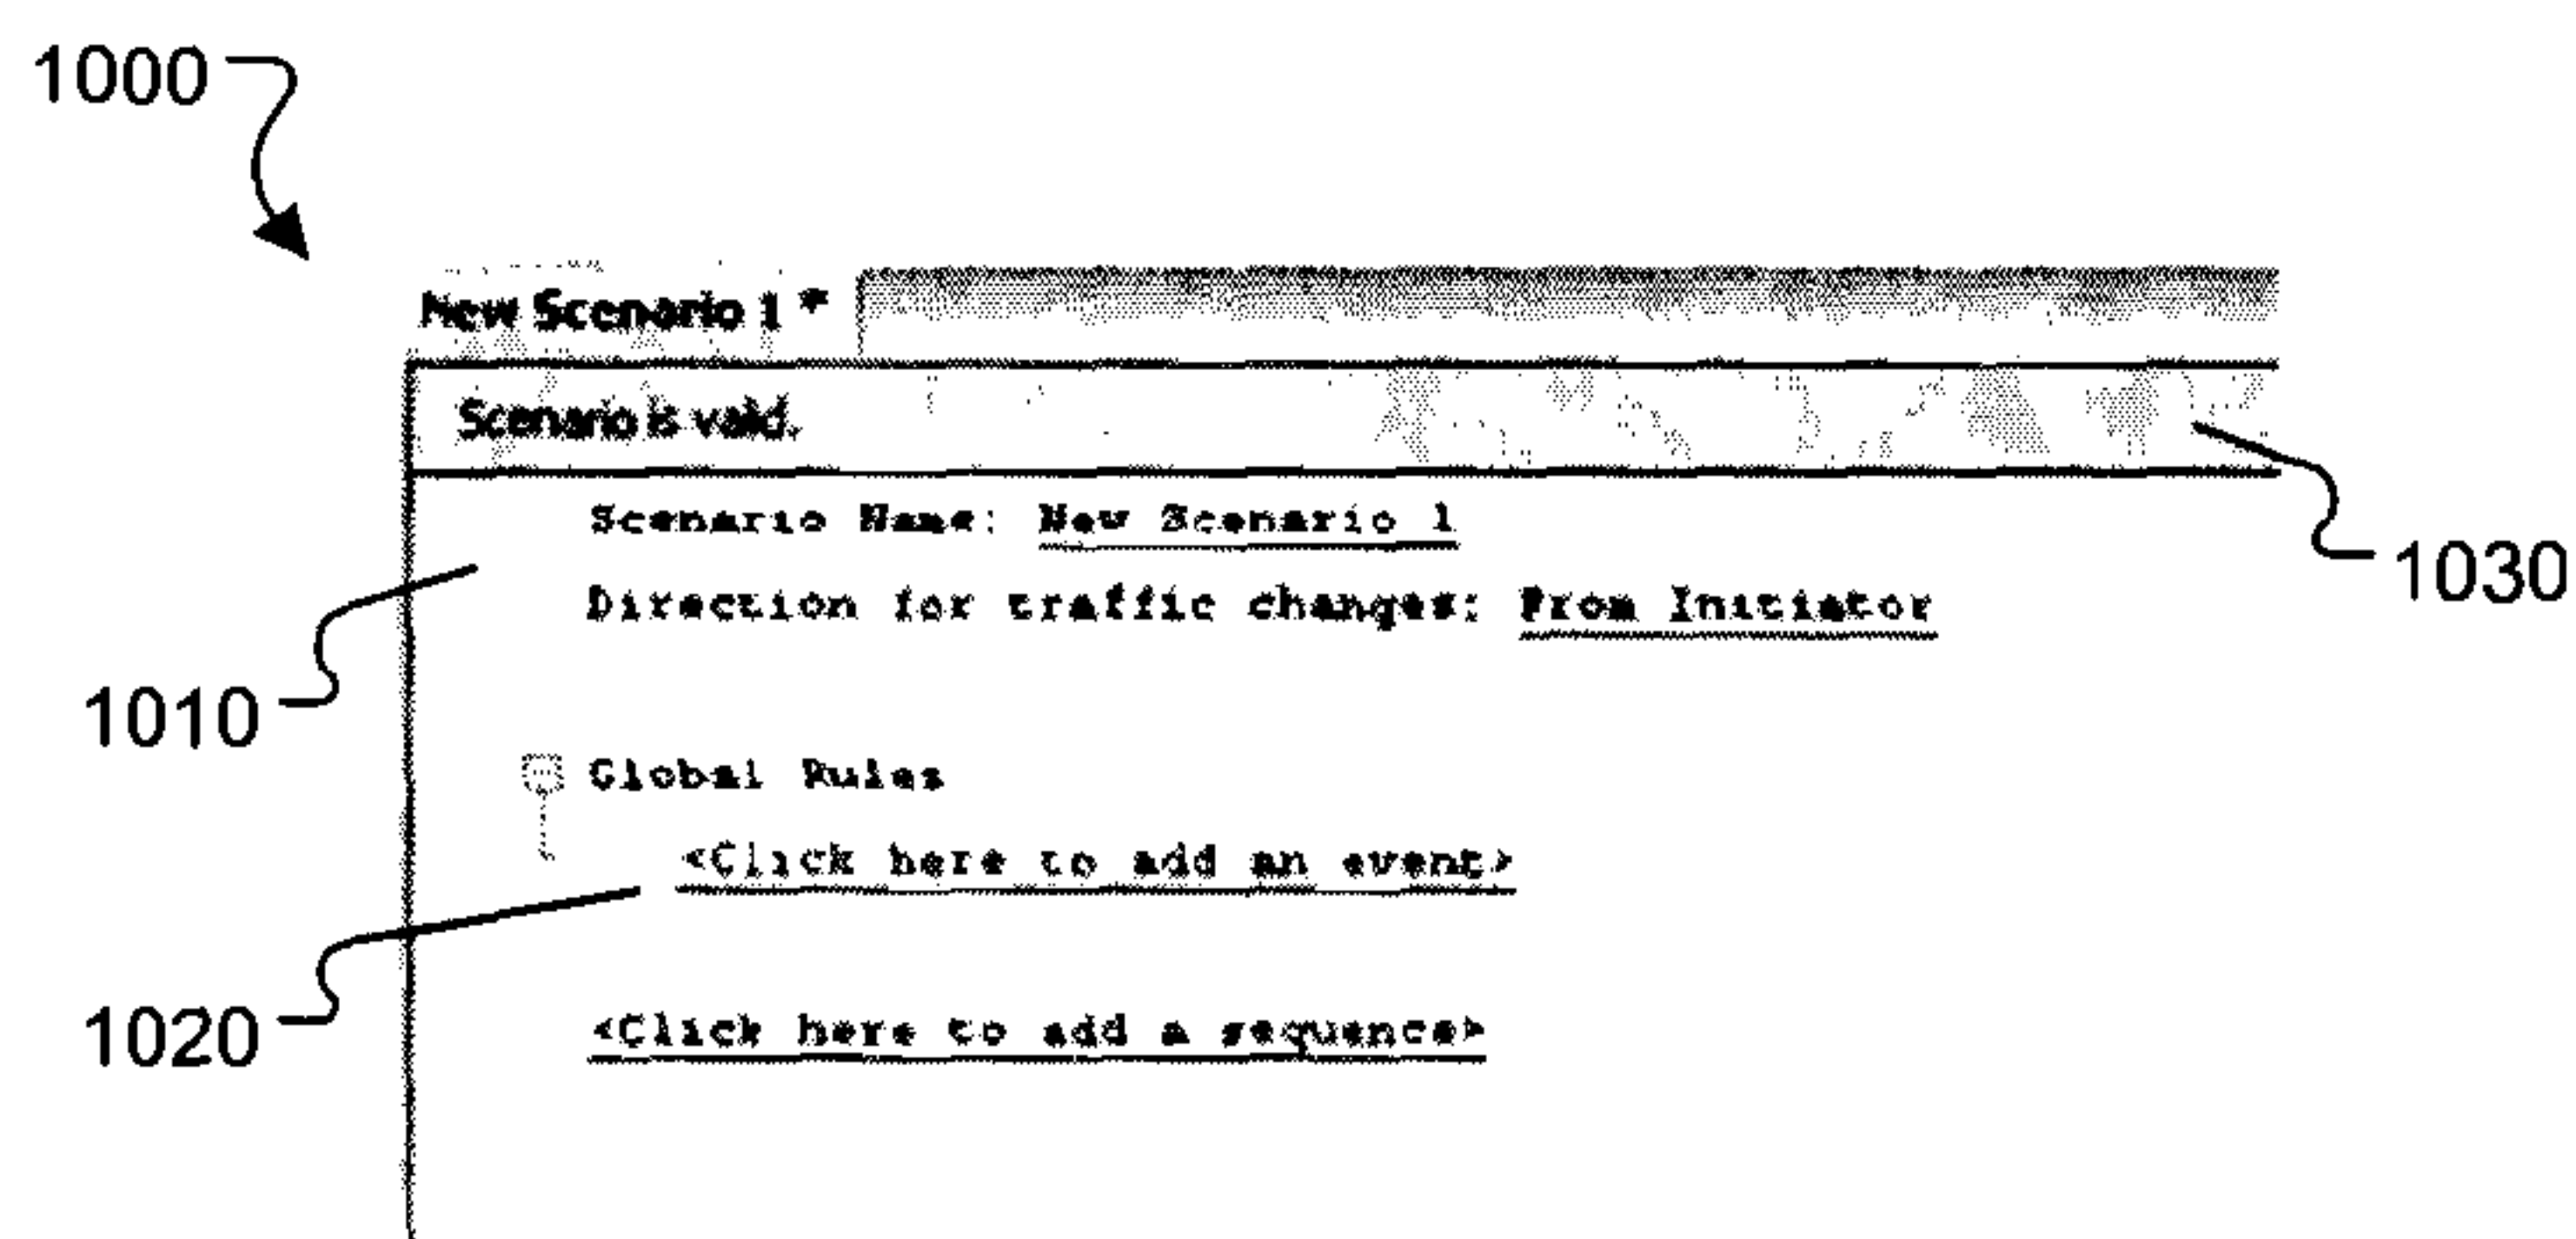 1000
New Scenario 1 *
Scenario is valid.
Scenario Name: New Scenario 1
1030
Direction for traffic changes: From Initiator
1010
Global Rules
<Click here to add an event>
1020
<Click here to add a sequence>